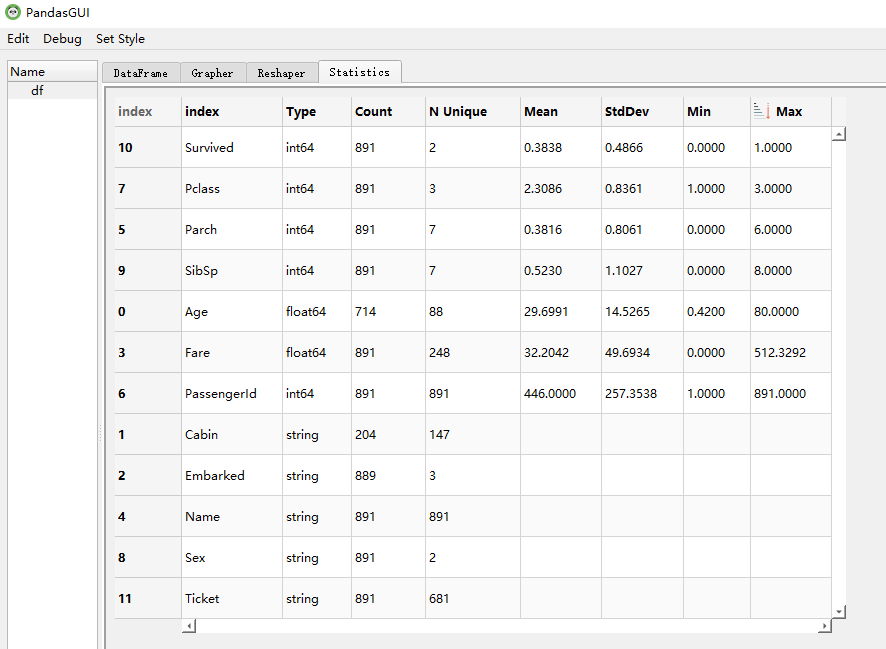 PandasGUI
Edit Debug Set Style
Name
df
DataFrame Grapher Reshaper Statistics
index index Type Count N Unique Mean StdDev Min Max
10 Survived int64 891 2 0.3838 0.4866 0.0000 1.0000
7 Pclass int64 891 3 2.3086 0.8361 1.0000 3.0000
5 Parch int64 891 7 0.3816 0.8061 0.0000 6.0000
9 SibSp int64 891 7 0.5230 1.1027 0.0000 8.0000
0 Age float64 714 88 29.6991 14.5265 0.4200 80.0000
3 Fare float64 891 248 32.2042 49.6934 0.0000 512.3292
6 PassengerId int64 891 891 446.0000 257.3538 1.0000 891.0000
1 Cabin string 204 147
2 Embarked string 889 3
4 Name string 891 891
8 Sex string 891 2
11 Ticket string 891 681